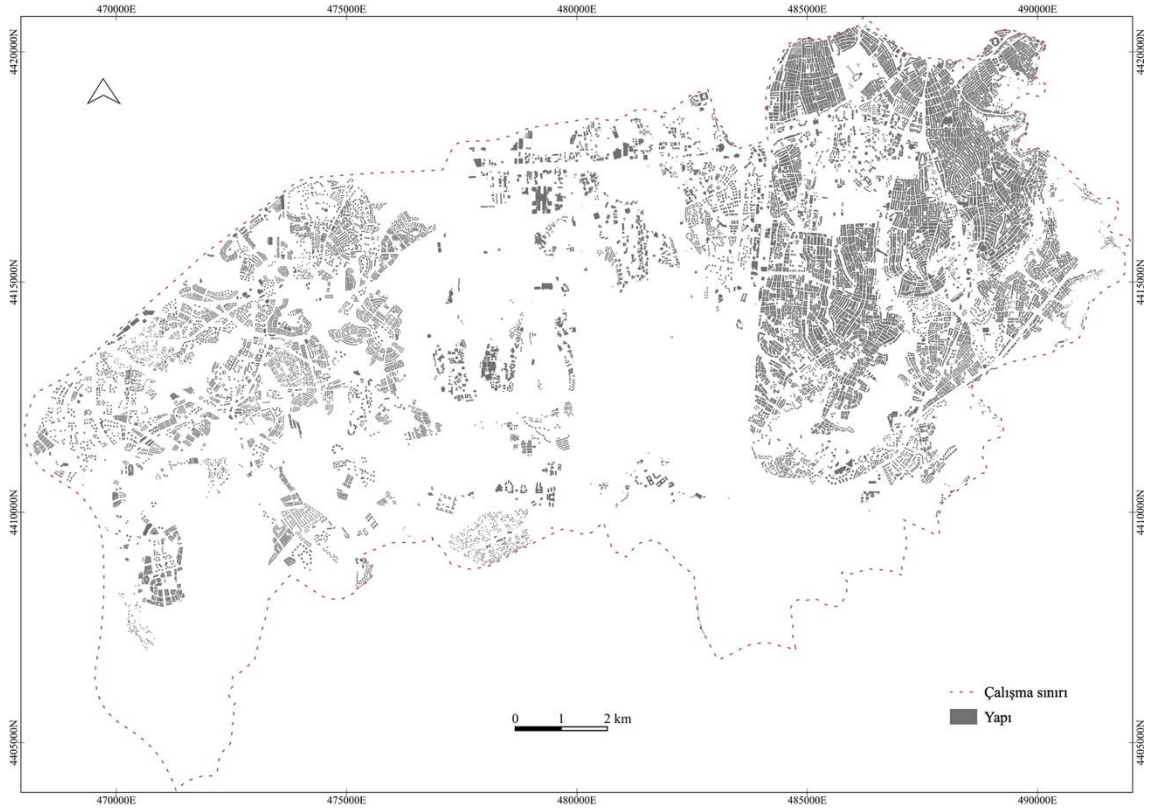 470000E 475000E 480000E 485000E 490000E
4420000N 4420000N
4415000N 4415000N
4410000N 4410000N
Çalışma sınırı
0 1 2 km
Yapı
4405000N 4405000N
470000E 475000E 480000E 485000E 490000E